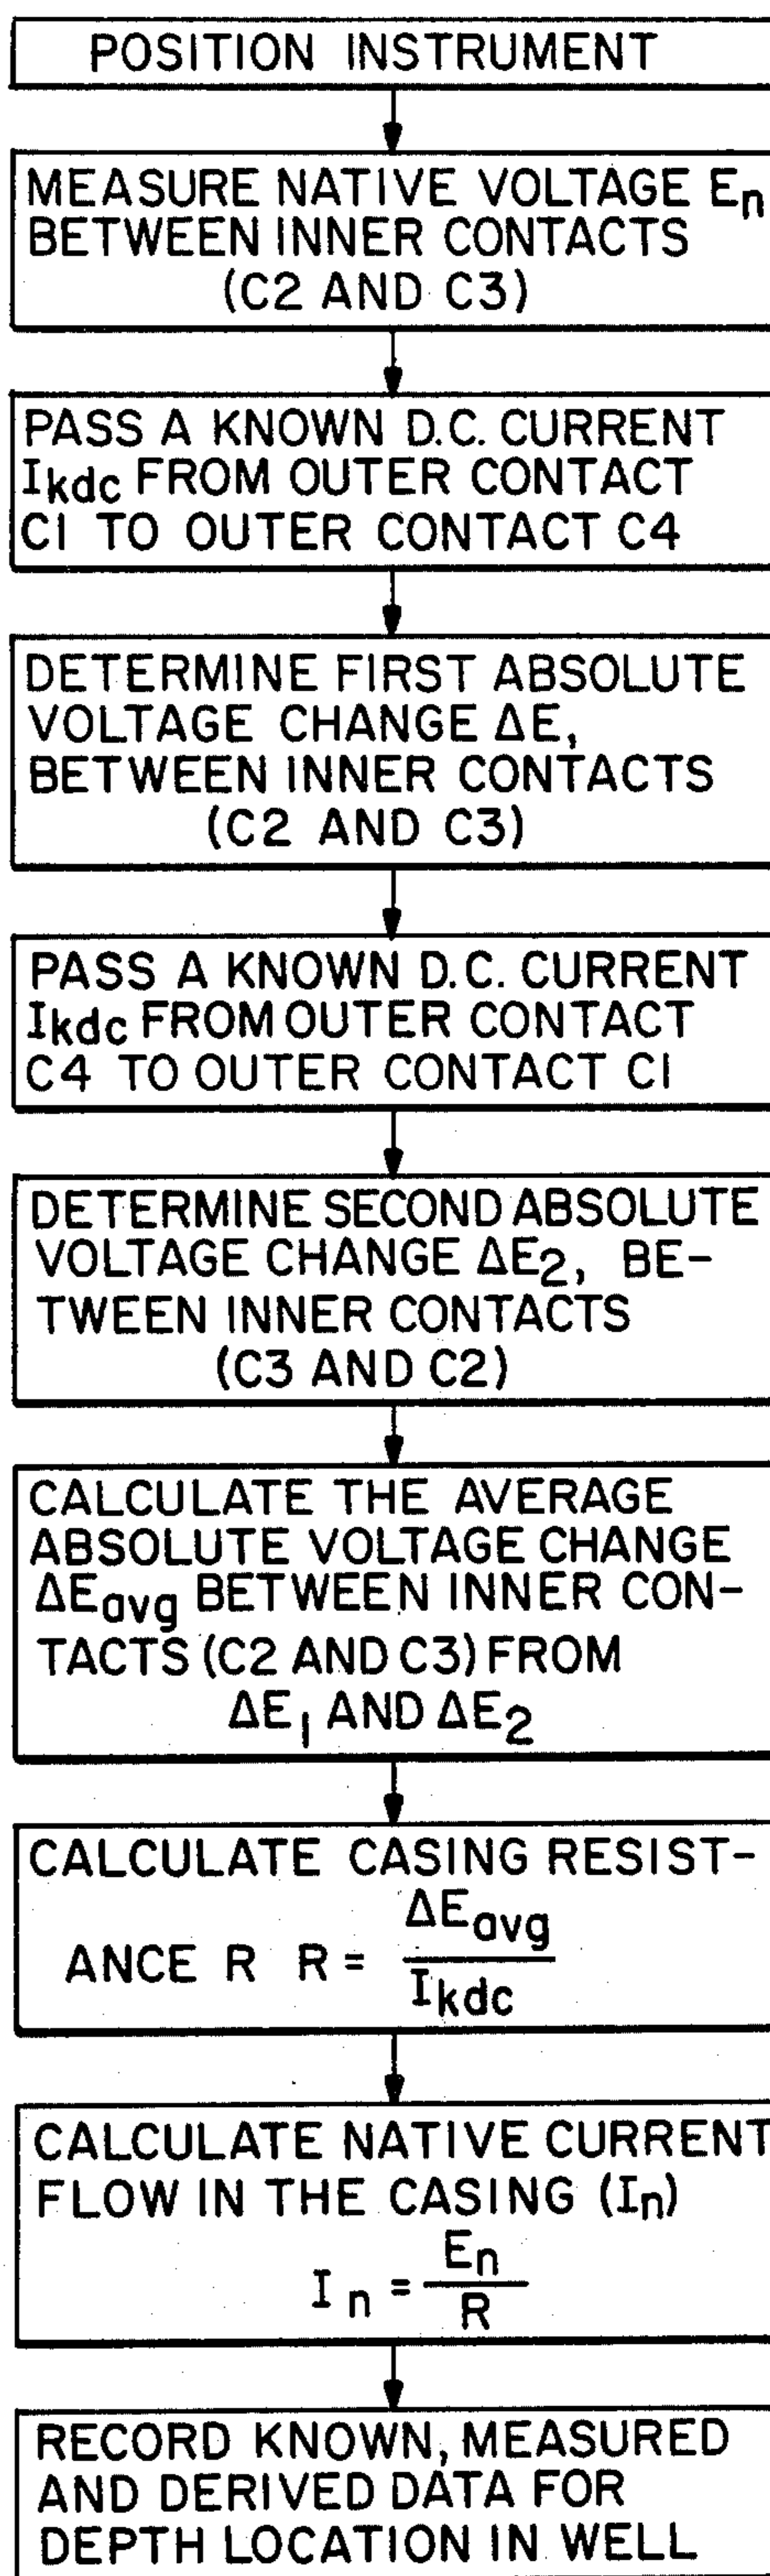 POSITION INSTRUMENT
MEASURE NATIVE VOLTAGE En
BETWEEN INNER CONTACTS
(C2 AND C3)
PASS A KNOWN D.C. CURRENT
Ikdc FROM OUTER CONTACT
C1 TO OUTER CONTACT C4
DETERMINE FIRST ABSOLUTE
VOLTAGE CHANGE ΔE,
BETWEEN INNER CONTACTS
(C2 AND C3)
PASS A KNOWN D.C. CURRENT
Ikdc FROM OUTER CONTACT
C4 TO OUTER CONTACT C1
DETERMINE SECOND ABSOLUTE
VOLTAGE CHANGE ΔE2, BE-
TWEEN INNER CONTACTS
(C3 AND C2)
CALCULATE THE AVERAGE
ABSOLUTE VOLTAGE CHANGE
ΔEavg BETWEEN INNER CON-
TACTS (C2 AND C3) FROM
ΔE1 AND ΔE2
CALCULATE CASING RESIST-
ANCE R R = ΔEavg / Ikdc
CALCULATE NATIVE CURRENT
FLOW IN THE CASING (In)
In = En / R
RECORD KNOWN, MEASURED
AND DERIVED DATA FOR
DEPTH LOCATION IN WELL